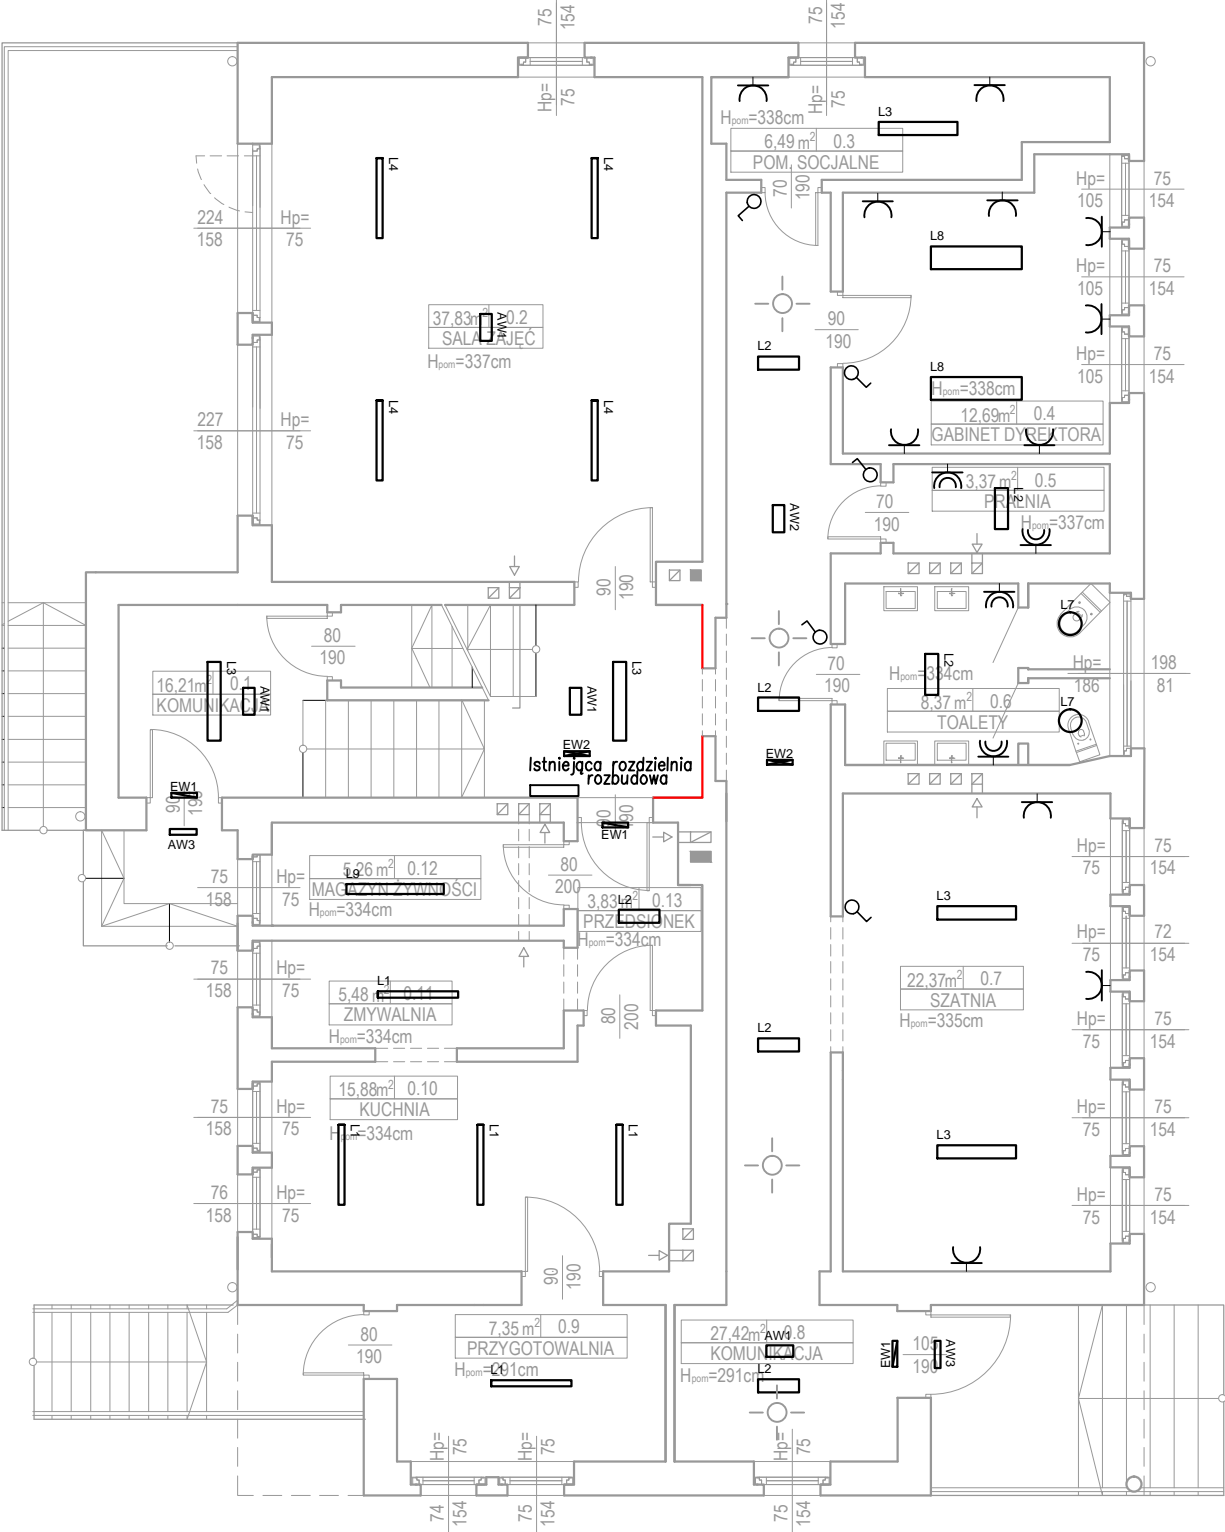 75
154
75
154
Hp=
75
Hp=
75
Hpom=338cm
L3
6,49 m² 0.3
POM. SOCJALNE
70
190
L4
L4
Hp=
105
75
154
224
158
Hp=
75
L8
Hp=
105
75
154
37,83m² 0.2
AW1
SALA ZAJĘĆ
Hpom=337cm
90
190
L2
Hp=
105
75
154
L8
Hpom=338cm
12,69m² 0.4
GABINET DYREKTORA
L4
L4
227
158
Hp=
75
3,37 m² 0.5
PRALNIA
L2
Hpom=337cm
70
190
AW2
90
190
80
190
L7
L3
16,21m² 0.1
KOMUNIKACJA
AW1
AW1
L3
70
190
L2
Hpom=334cm
8,37 m² 0.6
TOALETY
L7
Hp=
186
198
81
L2
EW2
EW2
Istniejąca rozdzielnia
rozbudowa
EW1
90
190
AW3
90
190
EW1
75
158
Hp=
75
5,26 m² 0.12
MAGAZYN ŻYWNOŚCI
L9
Hpom=334cm
80
200
3,83m² 0.13
L2
PRZEDSIONEK
Hpom=334cm
Hp=
75
75
154
L3
Hp=
75
72
154
75
158
Hp=
75
L1
5,48 m² 0.11
ZMYWALNIA
Hpom=334cm
80
200
22,37m² 0.7
SZATNIA
Hpom=335cm
L2
Hp=
75
75
154
15,88m² 0.10
KUCHNIA
Hpom=334cm
75
158
Hp=
75
L1
L1
L1
Hp=
75
75
154
L3
76
158
Hp=
75
Hp=
75
75
154
90
190
80
190
7,35 m² 0.9
PRZYGOTOWALNIA
Hpom=291cm
L1
27,42m² 0.8
AW1
KOMUNIKACJA
Hpom=291cm
L2
EW1
105
190
AW3
Hp=
75
Hp=
75
Hp=
75
74
154
75
154
75
154